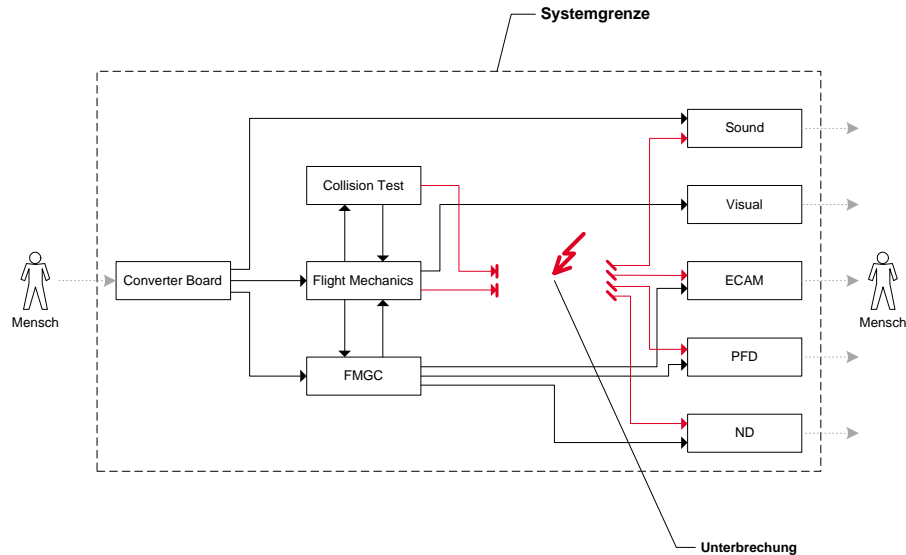 Systemgrenze
Sound
Collision Test
Visual
Mensch
Converter Board
Flight Mechanics
ECAM
Mensch
PFD
FMGC
ND
Unterbrechung